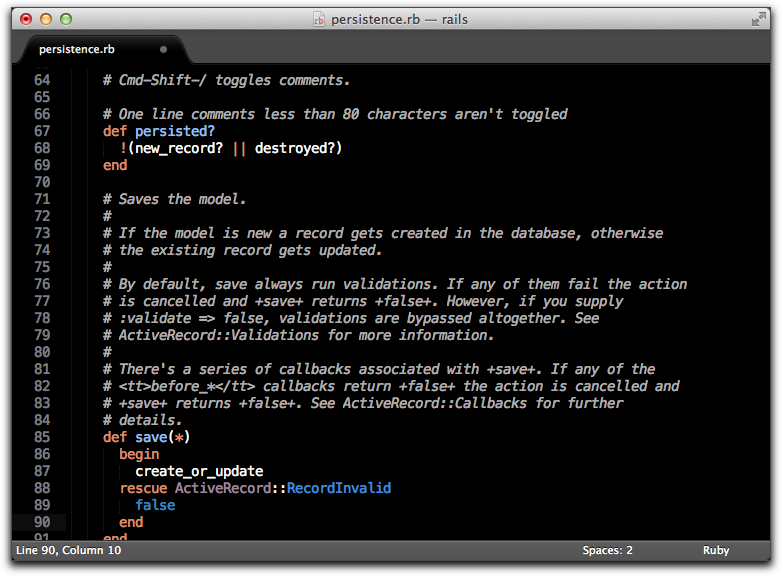 rb persistence.rb — rails
persistence.rb
64 # Cmd-Shift-/ toggles comments.
65
66 # One line comments less than 80 characters aren't toggled
67 def persisted?
68 !(new_record? || destroyed?)
69 end
70
71 # Saves the model.
72 #
73 # If the model is new a record gets created in the database, otherwise
74 # the existing record gets updated.
75 #
76 # By default, save always run validations. If any of them fail the action
77 # is cancelled and +save+ returns +false+. However, if you supply
78 # :validate => false, validations are bypassed altogether. See
79 # ActiveRecord::Validations for more information.
80 #
81 # There's a series of callbacks associated with +save+. If any of the
82 # <tt>before_*</tt> callbacks return +false+ the action is cancelled and
83 # +save+ returns +false+. See ActiveRecord::Callbacks for further
84 # details.
85 def save(*)
86 begin
87 create_or_update
88 rescue ActiveRecord::RecordInvalid
89 false
90 end
91 end
Line 90, Column 10 Spaces: 2 Ruby